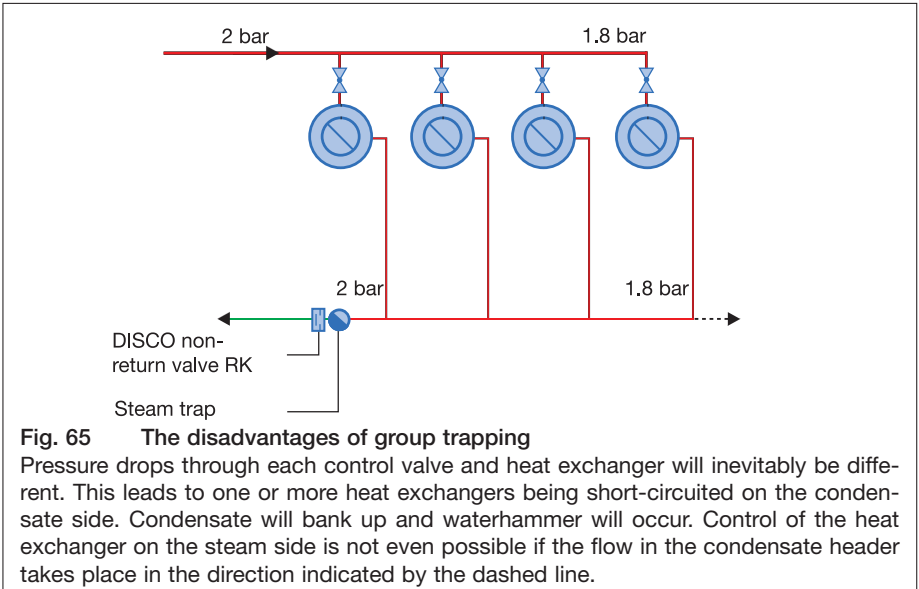 2 bar
1.8 bar
2 bar
1.8 bar
DISCO non-
return valve RK
Steam trap
Fig. 65 The disadvantages of group trapping
Pressure drops through each control valve and heat exchanger will inevitably be diffe-
rent. This leads to one or more heat exchangers being short-circuited on the conden-
sate side. Condensate will bank up and waterhammer will occur. Control of the heat
exchanger on the steam side is not even possible if the flow in the condensate header
takes place in the direction indicated by the dashed line.